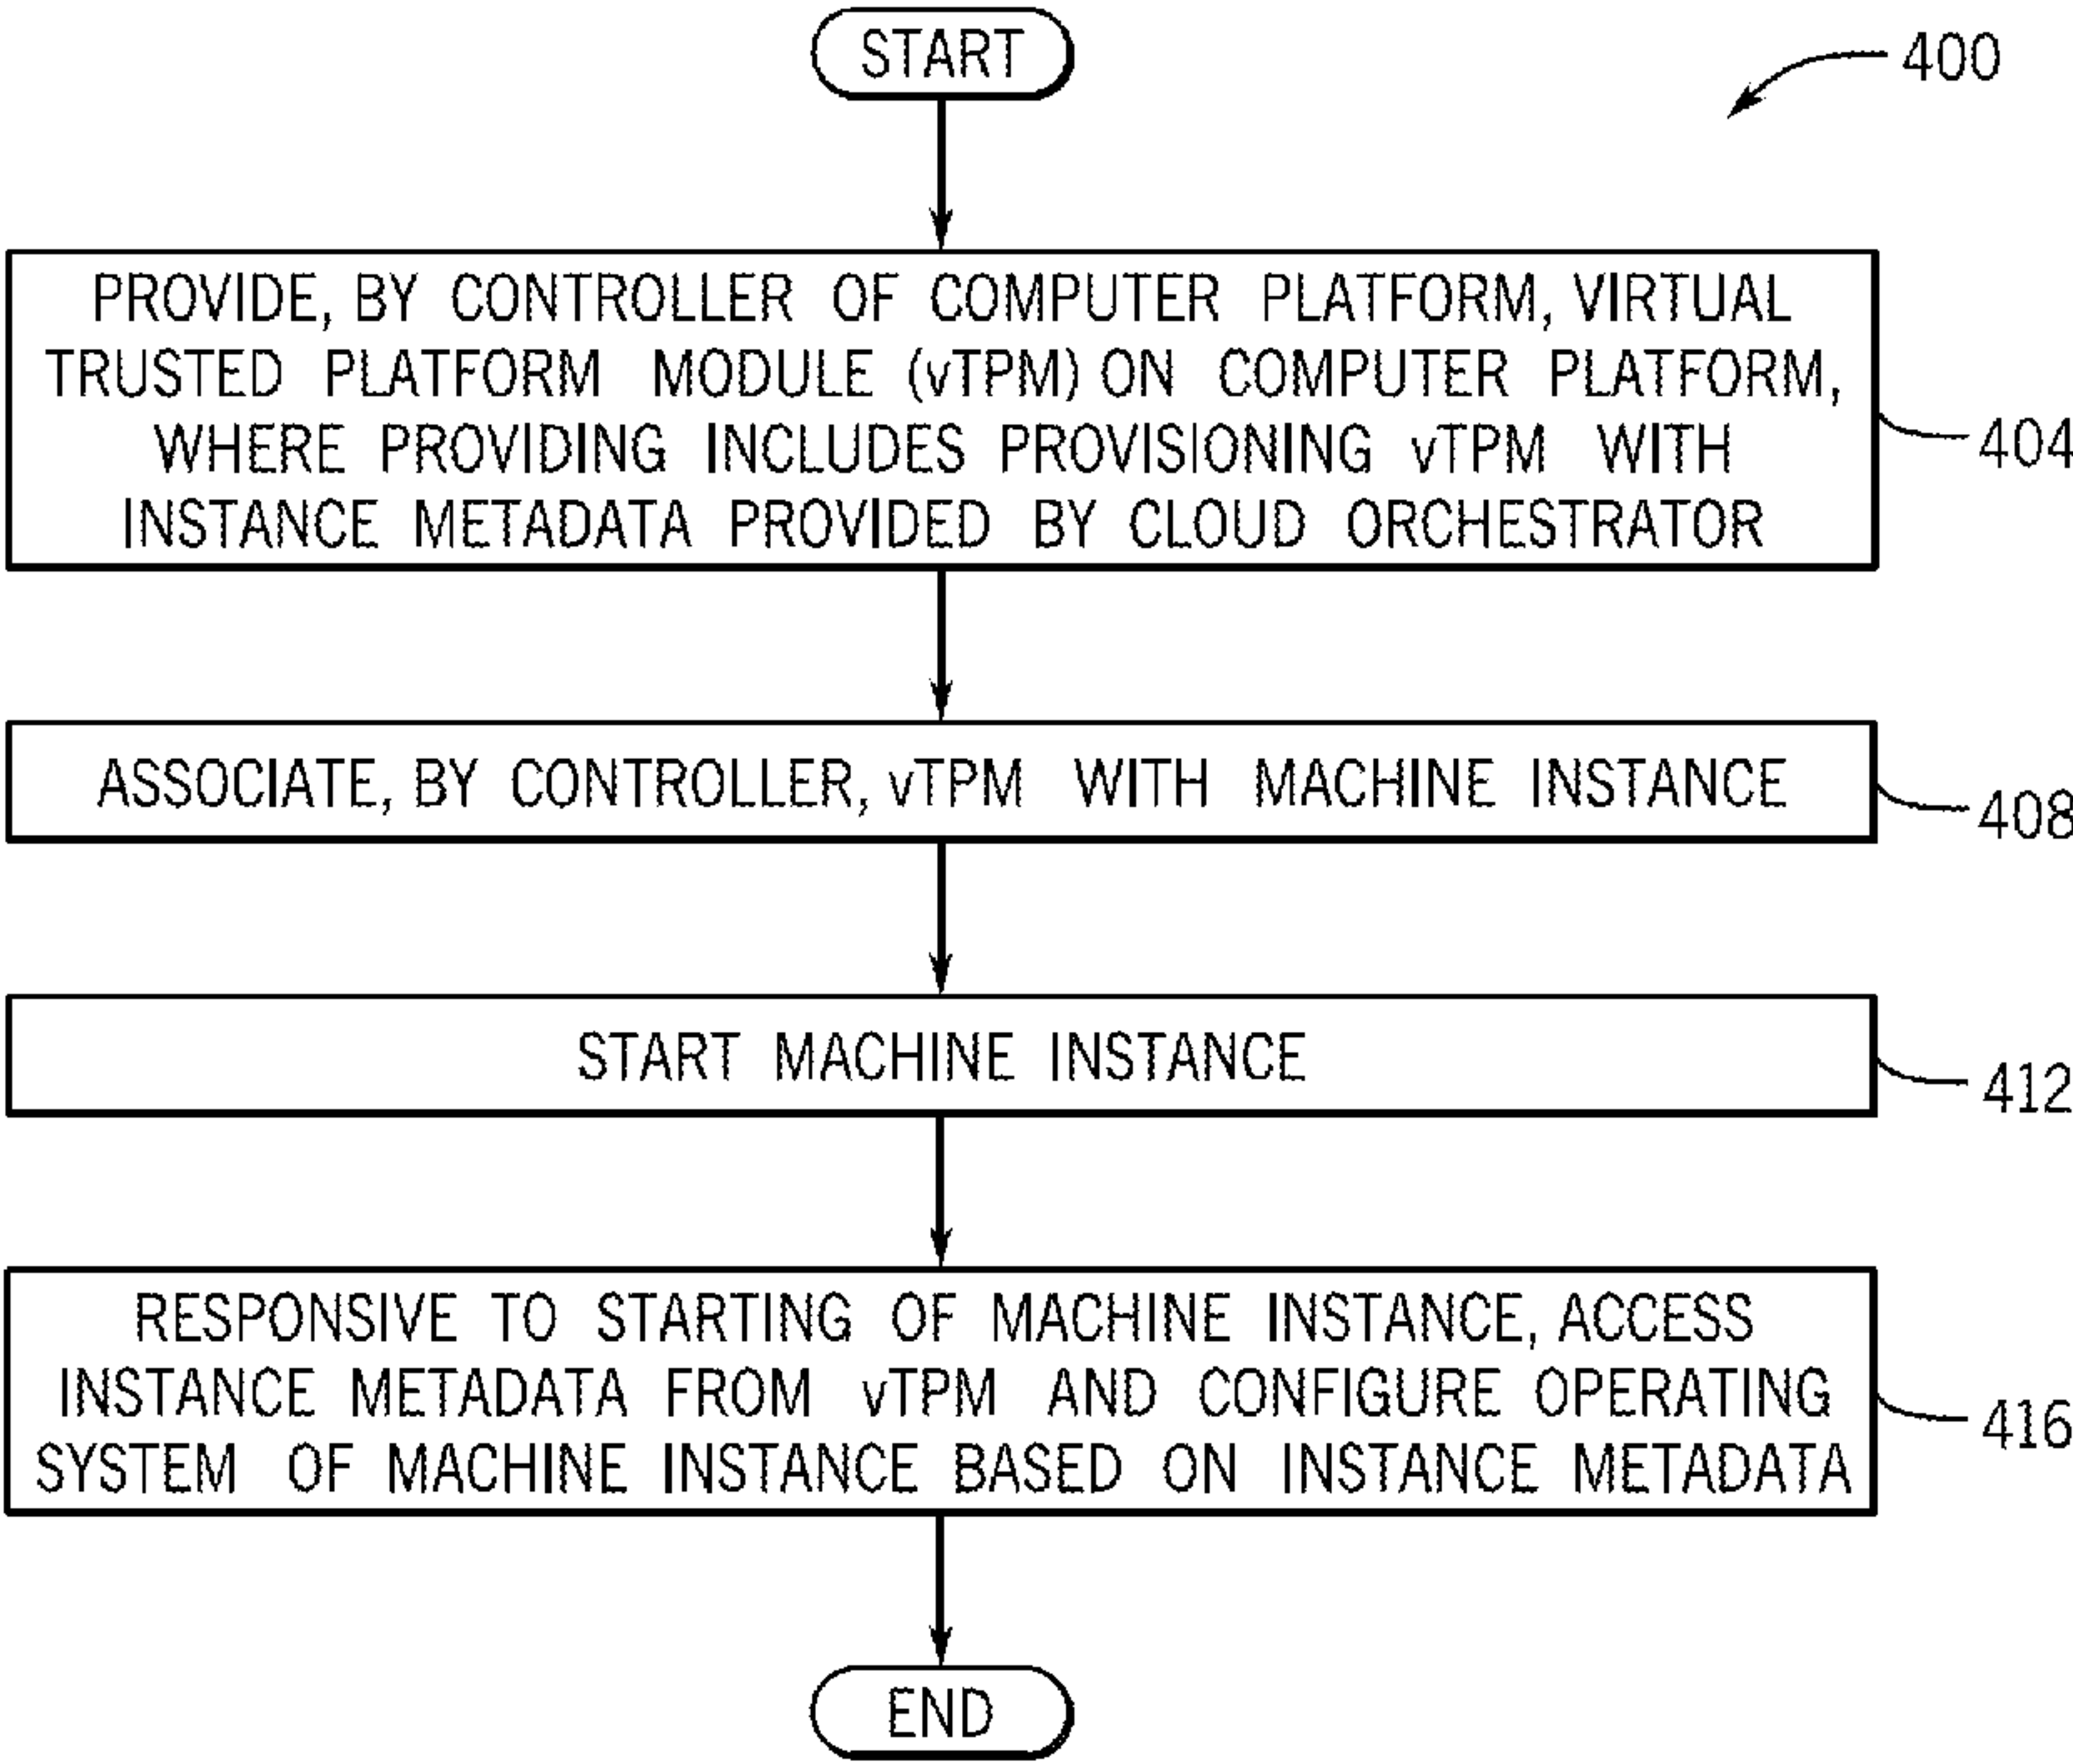 START
400
PROVIDE, BY CONTROLLER OF COMPUTER PLATFORM, VIRTUAL
TRUSTED PLATFORM MODULE (vTPM) ON COMPUTER PLATFORM,
WHERE PROVIDING INCLUDES PROVISIONING vTPM WITH
INSTANCE METADATA PROVIDED BY CLOUD ORCHESTRATOR
404
ASSOCIATE, BY CONTROLLER, vTPM WITH MACHINE INSTANCE
408
START MACHINE INSTANCE
412
RESPONSIVE TO STARTING OF MACHINE INSTANCE, ACCESS
INSTANCE METADATA FROM vTPM AND CONFIGURE OPERATING
SYSTEM OF MACHINE INSTANCE BASED ON INSTANCE METADATA
416
END